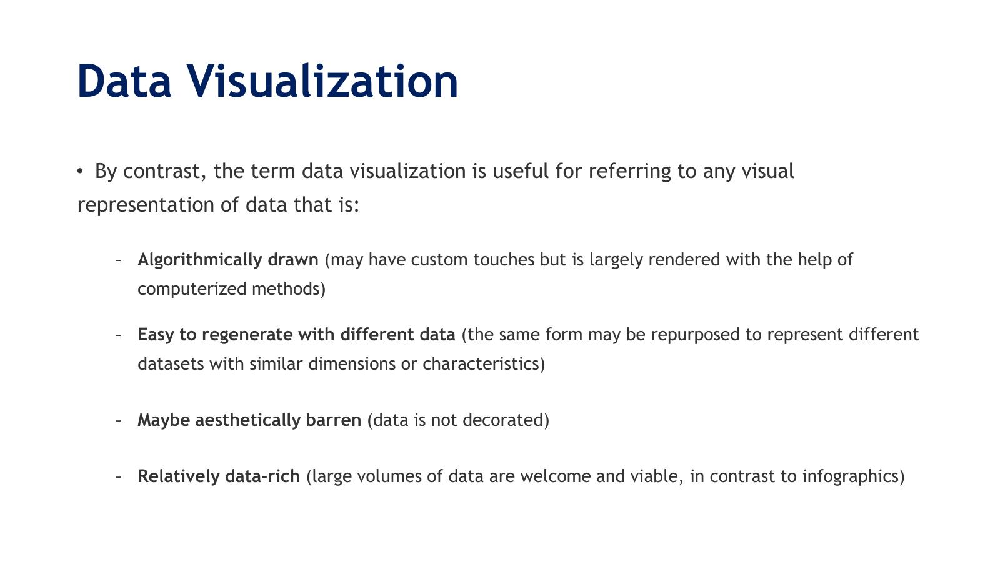 Data Visualization
• By contrast, the term data visualization is useful for referring to any visual
representation of data that is:
– Algorithmically drawn (may have custom touches but is largely rendered with the help of
computerized methods)
– Easy to regenerate with different data (the same form may be repurposed to represent different
datasets with similar dimensions or characteristics)
– Maybe aesthetically barren (data is not decorated)
– Relatively data-rich (large volumes of data are welcome and viable, in contrast to infographics)